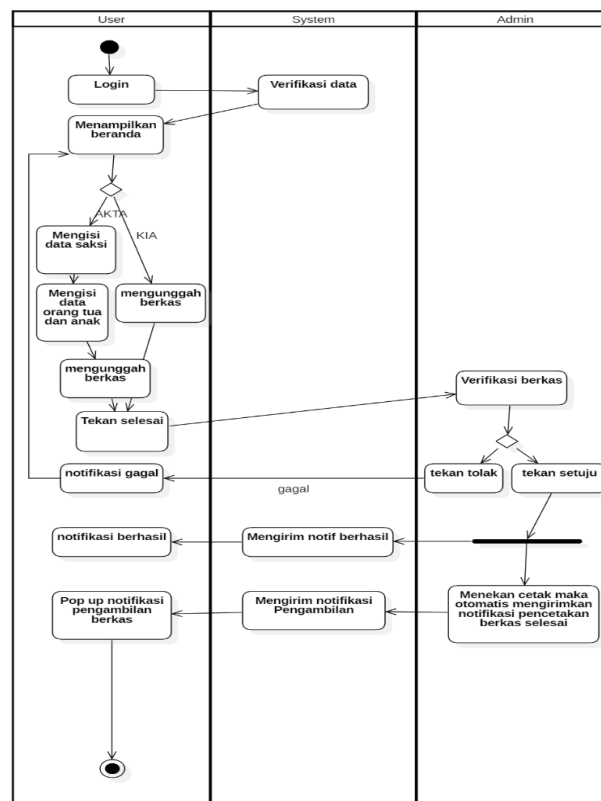 User
System
Admin
Login
Verifikasi data
Menampilkan
beranda
AKTA
KIA
Mengisi
data saksi
Mengisi
data
orang tua
dan anak
mengunggah
berkas
mengunggah
berkas
Tekan selesai
Verifikasi berkas
notifikasi gagal
gagal
tekan tolak
tekan setuju
notifikasi berhasil
Mengirim notif berhasil
Pop up notifikasi
pengambilan
berkas
Mengirim notifikasi
Pengambilan
Menekan cetak maka
otomatis mengirimkan
notifikasi pencetakan
berkas selesai